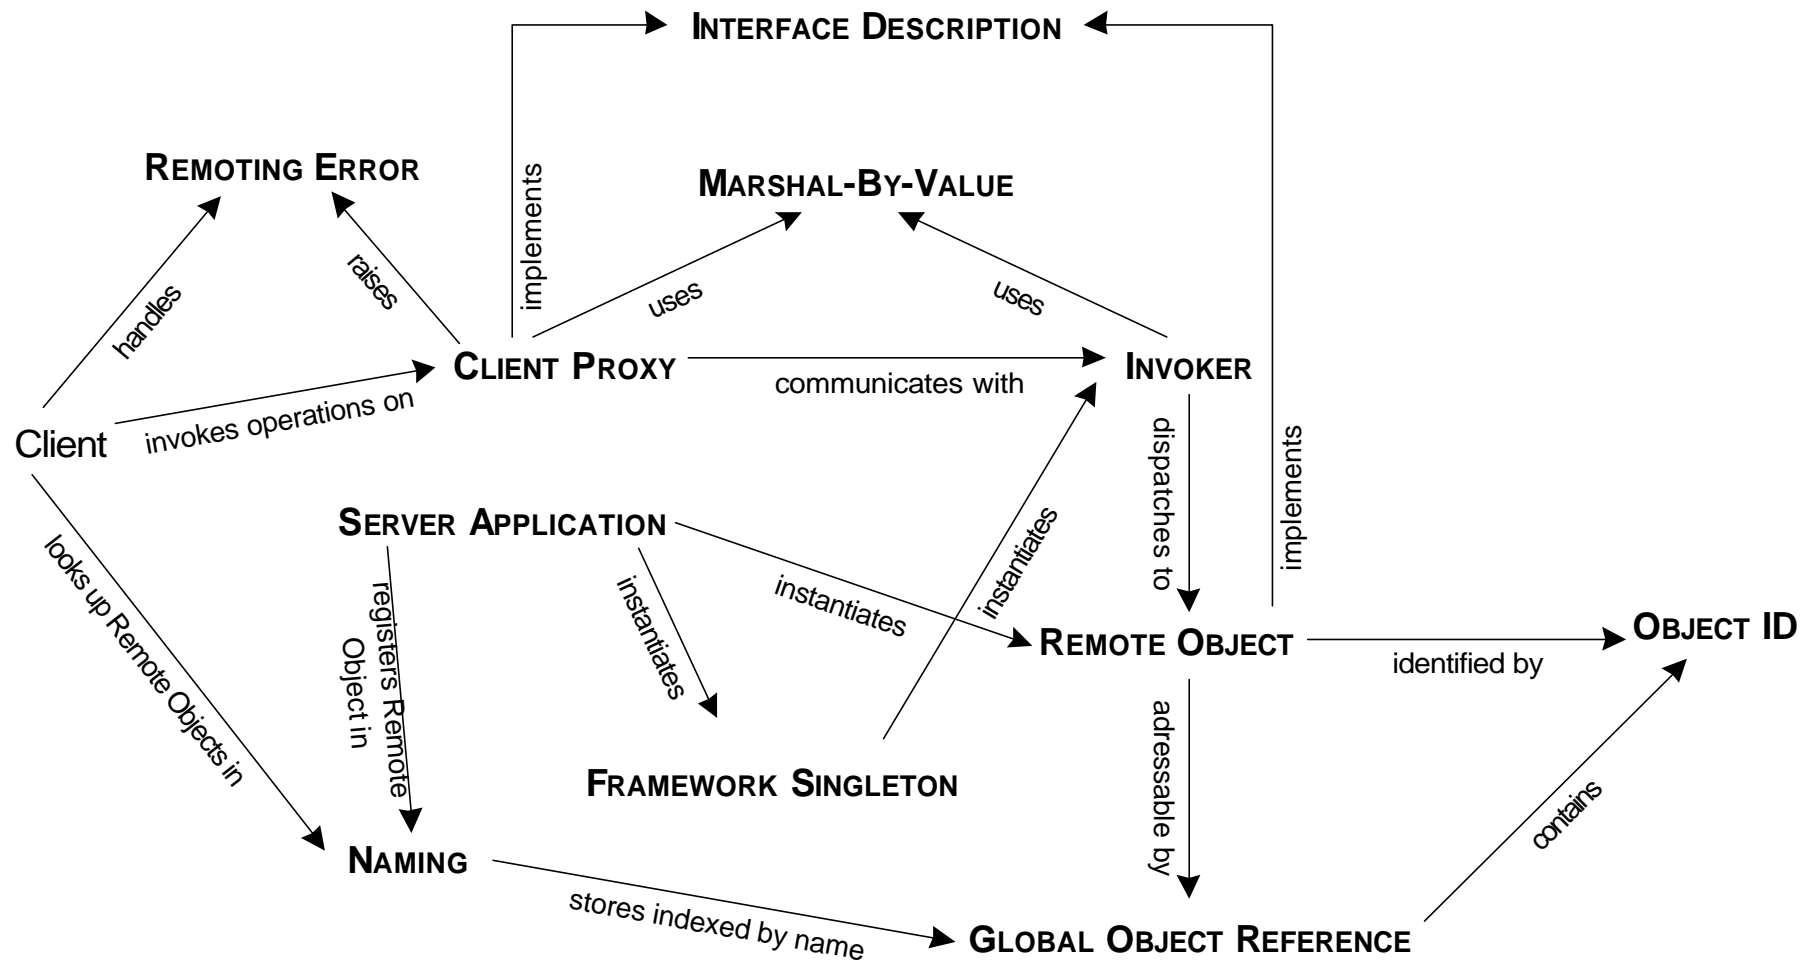 INTERFACE DESCRIPTION
REMOTING ERROR
MARSHAL-BY-VALUE
implements
raises
handles
uses
uses
CLIENT PROXY
communicates with
INVOKER
invokes operations on
Client
dispatches to
implements
SERVER APPLICATION
looks up Remote Objects in
registers Remote
Object in
instantiates
instantiates
instantiates
REMOTE OBJECT
identified by
OBJECT ID
adressable by
FRAMEWORK SINGLETON
contains
NAMING
stores indexed by name
GLOBAL OBJECT REFERENCE